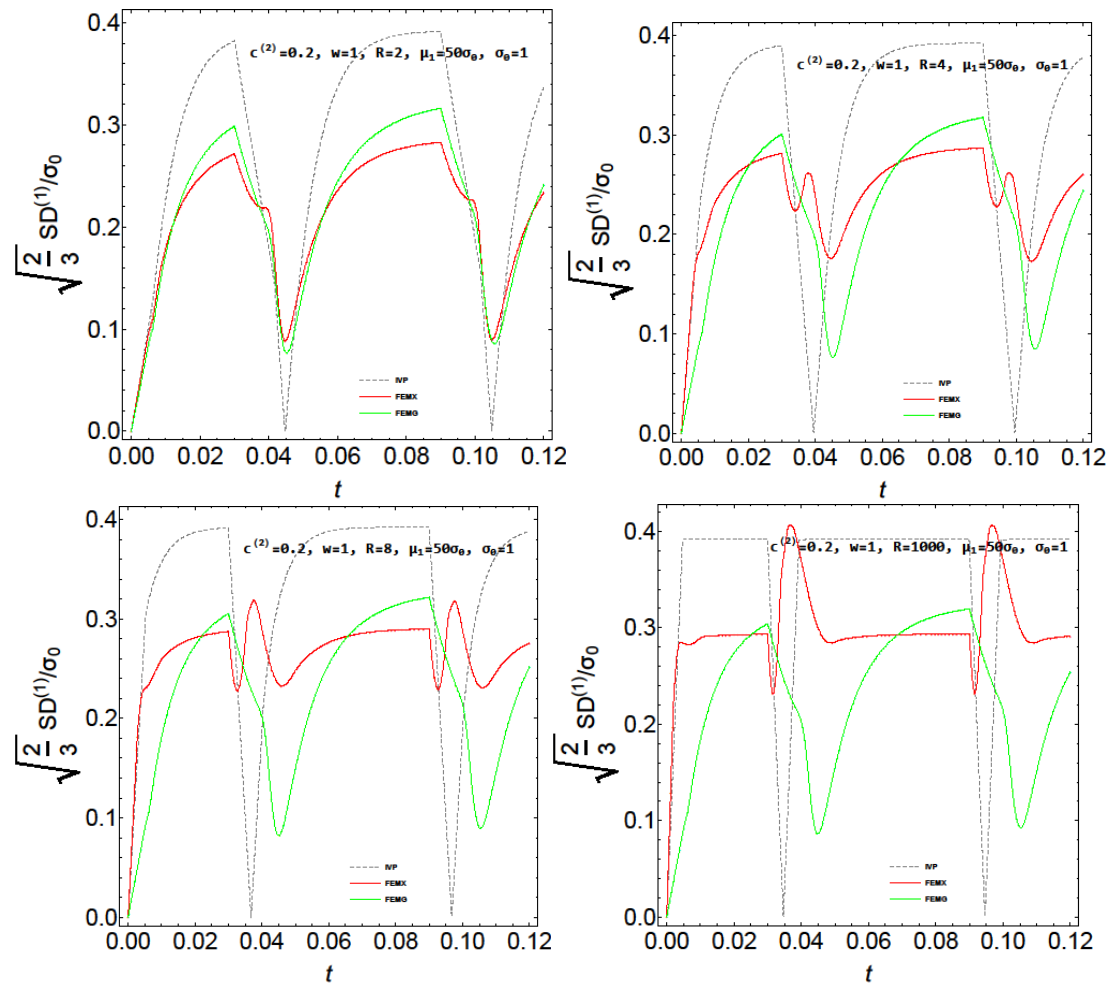 c⁽²⁾=0.2, w=1, R=2, μ₁=50σ₀, σ₀=1
√2/3 SD⁽¹⁾/σ₀
0.4
0.3
0.2
0.1
0.0
IVP
FEMX
FEMG
0.00 0.02 0.04 0.06 0.08 0.10 0.12
t
c⁽²⁾=0.2, w=1, R=4, μ₁=50σ₀, σ₀=1
√2/3 SD⁽¹⁾/σ₀
0.4
0.3
0.2
0.1
0.0
IVP
FEMX
FEMG
0.00 0.02 0.04 0.06 0.08 0.10 0.12
t
c⁽²⁾=0.2, w=1, R=8, μ₁=50σ₀, σ₀=1
√2/3 SD⁽¹⁾/σ₀
0.4
0.3
0.2
0.1
0.0
IVP
FEMX
FEMG
0.00 0.02 0.04 0.06 0.08 0.10 0.12
t
c⁽²⁾=0.2, w=1, R=1000, μ₁=50σ₀, σ₀=1
√2/3 SD⁽¹⁾/σ₀
0.4
0.3
0.2
0.1
0.0
IVP
FEMX
FEMG
0.00 0.02 0.04 0.06 0.08 0.10 0.12
t